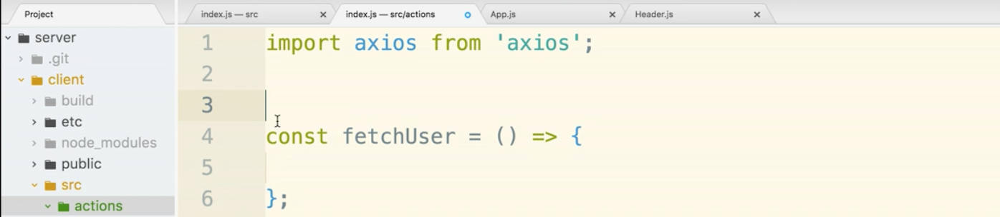 Project
index.js — src
index.js — src/actions
App.js
Header.js
server
.git
client
build
etc
node_modules
public
src
actions
1 import axios from 'axios';
2
3
4 const fetchUser = () => {
5
6 };